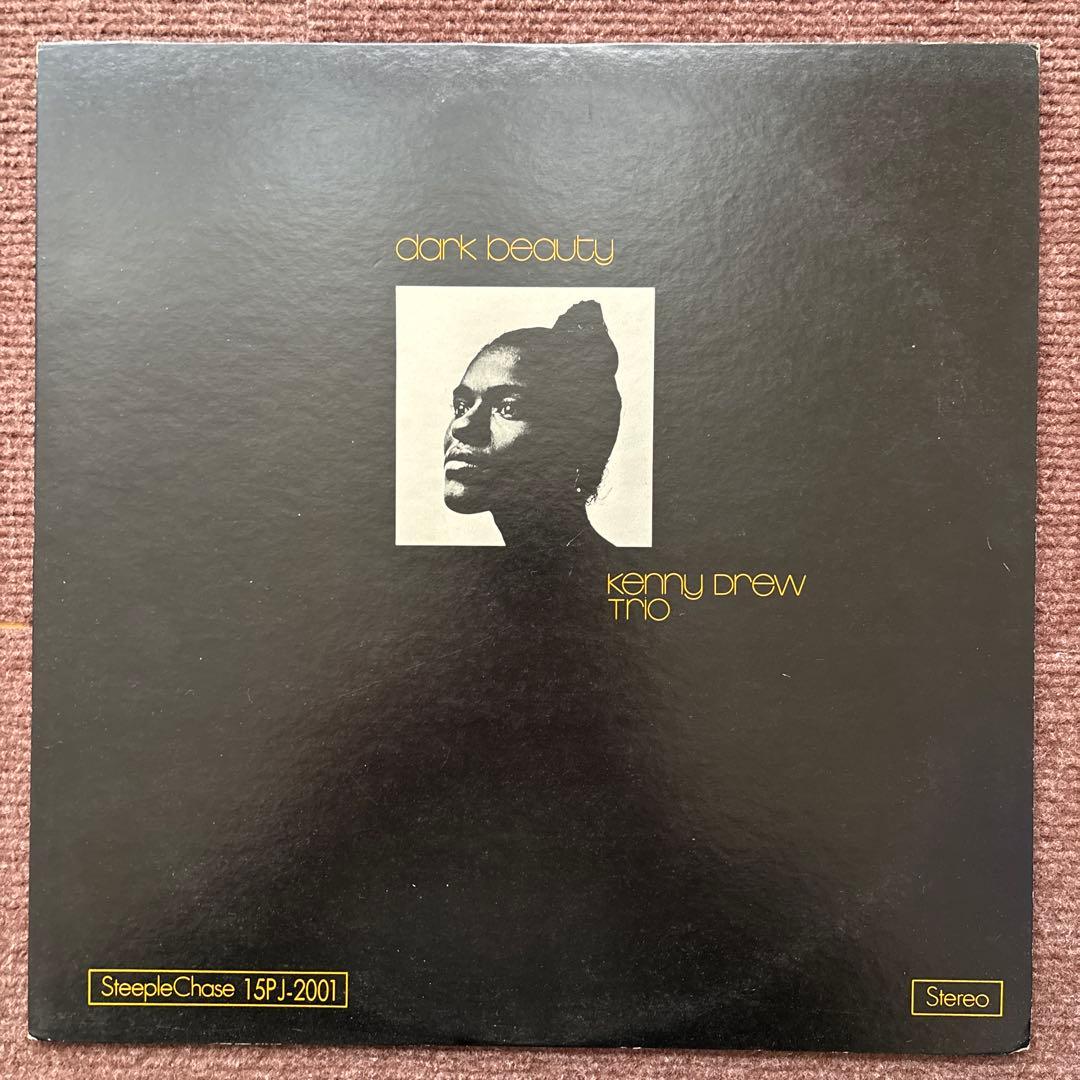 dark beauty
Kenny Drew
Trio
SteepleChase 15PJ-2001
Stereo